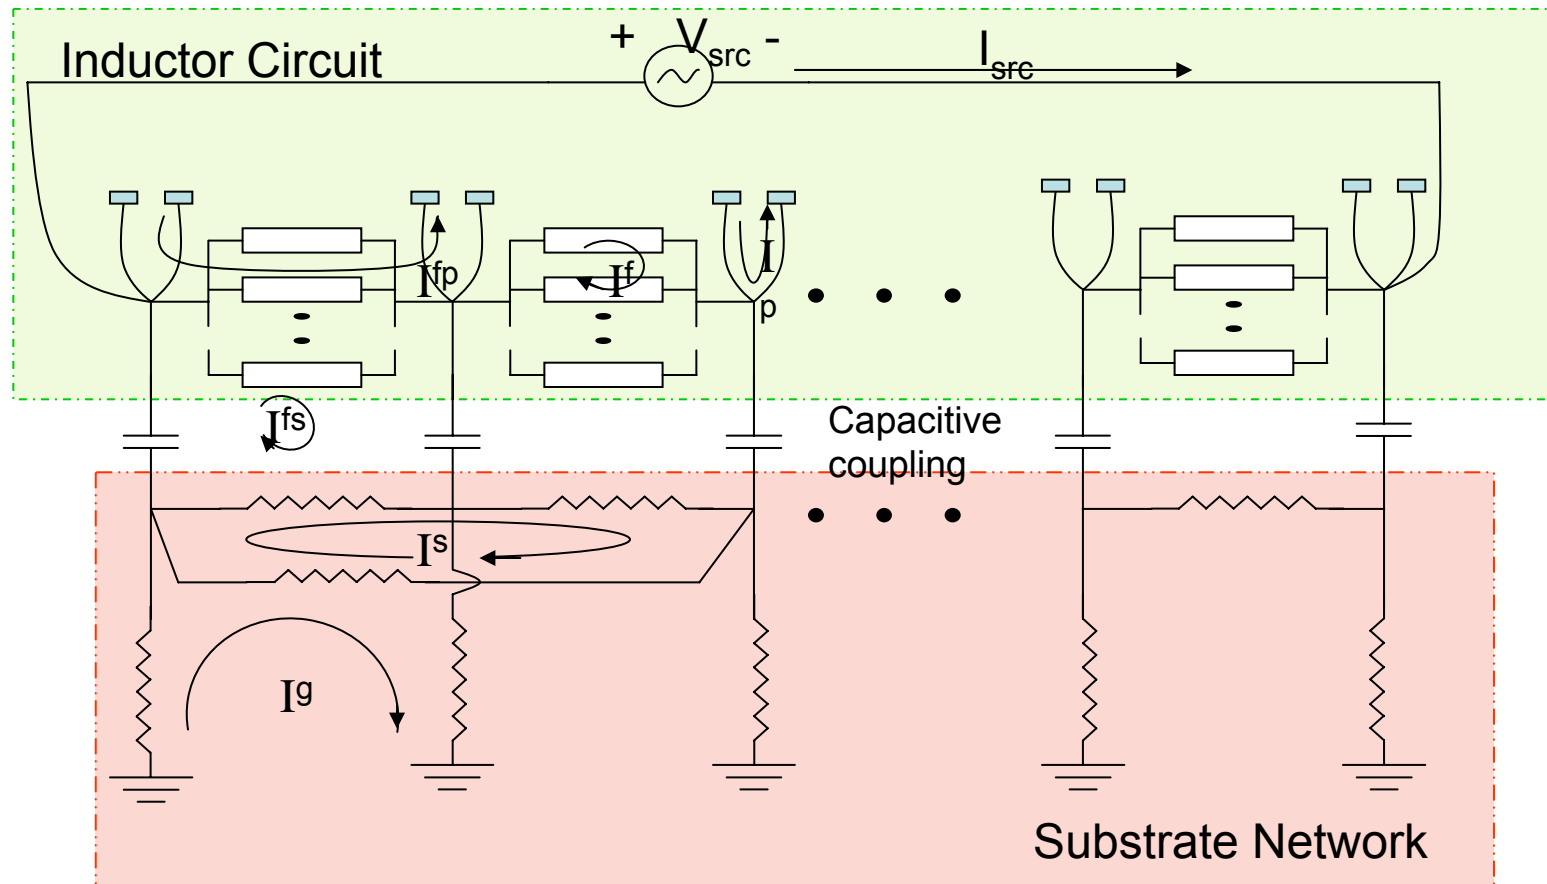 + Vsrc -
Isrc
Inductor Circuit
Ifp
If
I
p
Ifs
Capacitive
coupling
Is
Ig
Substrate Network